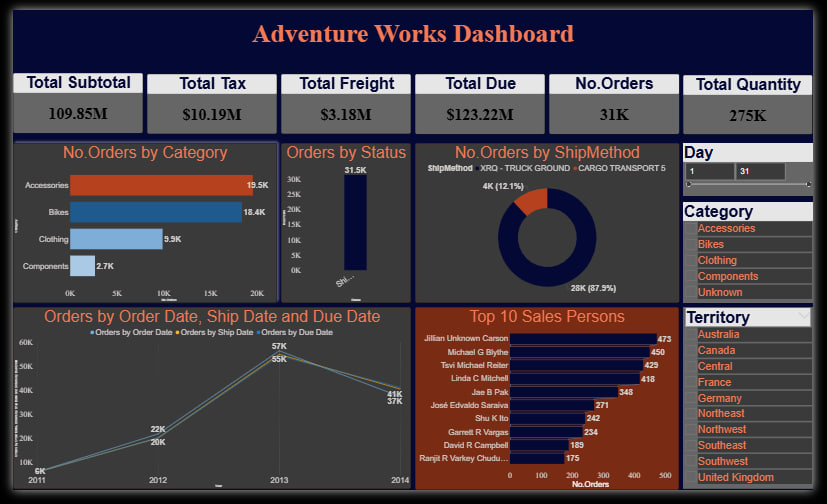 Adventure Works Dashboard
Total Subtotal
109.85M
Total Tax
$10.19M
Total Freight
$3.18M
Total Due
$123.22M
No.Orders
31K
Total Quantity
275K
No.Orders by Category
Accessories 19.5K
Bikes 18.4K
Clothing 9.9K
Components 2.7K
0K 5K 10K 15K 20K
No.Orders
Orders by Status
31.5K
30K
25K
20K
15K
10K
5K
0K
Shi...
No.Orders by ShipMethod
ShipMethod XRQ - TRUCK GROUND CARGO TRANSPORT 5
4K (12.1%)
28K (87.9%)
Day
1 31
Category
Accessories
Bikes
Clothing
Components
Unknown
Orders by Order Date, Ship Date and Due Date
Orders by Order Date Orders by Ship Date Orders by Due Date
60K
50K
40K
30K
20K
10K
6K
22K
20K
57K
55K
41K
37K
2011 2012 2013 2014
Top 10 Sales Persons
Jillian Unknown Carson 473
Michael G Blythe 450
Tsvi Michael Reiter 429
Linda C Mitchell 418
Jae B Pak 348
José Edvaldo Saraiva 271
Shu K Ito 242
Garrett R Vargas 234
David R Campbell 189
Ranjit R Varkey Chudu... 175
0 100 200 300 400 500
No.Orders
Territory
Australia
Canada
Central
France
Germany
Northeast
Northwest
Southeast
Southwest
United Kingdom